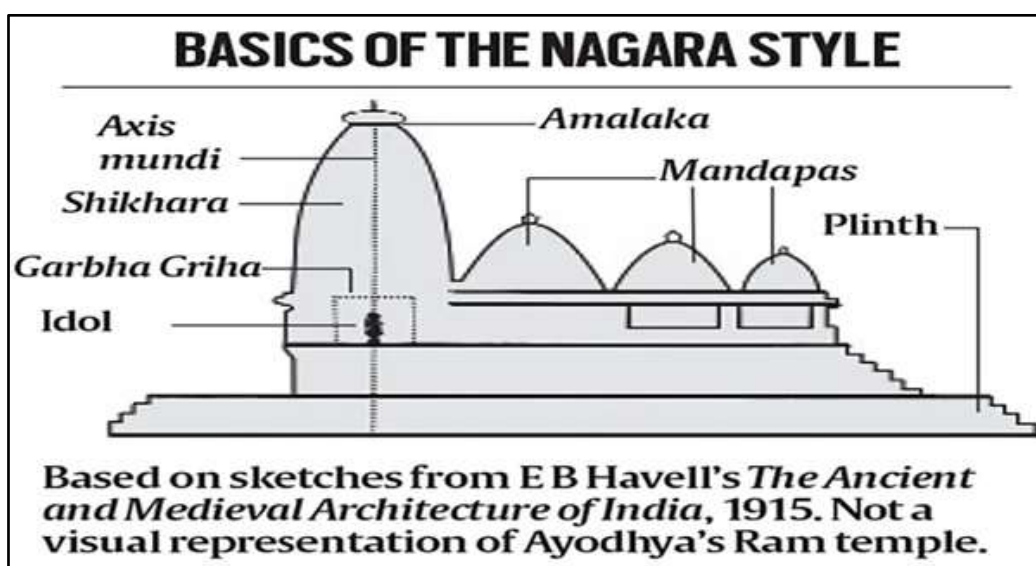 BASICS OF THE NAGARA STYLE
Axis
mundi
Amalaka
Shikhara
Mandapas
Plinth
Garbha Griha
Idol
Based on sketches from E B Havell's The Ancient
and Medieval Architecture of India, 1915. Not a
visual representation of Ayodhya's Ram temple.